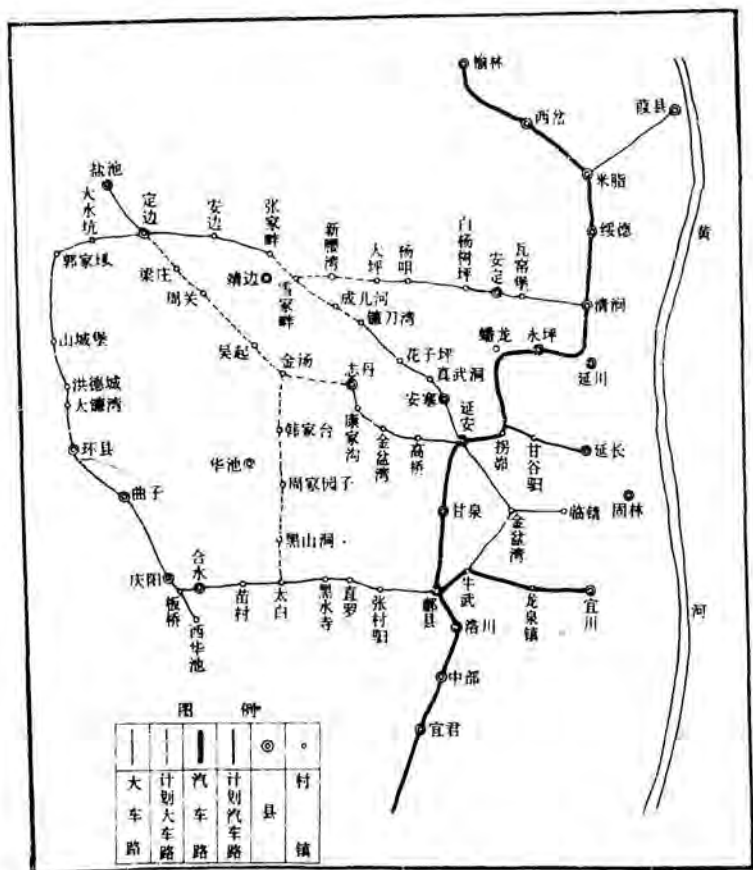 榆林
西岔
葭县
米脂
盐池
大水坑
定边
安边
张家畔
新腰湾
大坪
杨呾
白杨树坪
安定
瓦窑堡
绥德
黄
郭家垠
梁庄
靖边
雪家畔
成儿河
清涧
周关
镰刀湾
山城堡
吴起
金汤
志丹
花子坪
真武洞
蟠龙
永坪
延川
洪德城
大𨬍湾
安塞
延安
韩家台
康家沟
金盆湾
高桥
拐峁
甘谷驿
延长
环县
华池
周家园子
曲子
甘泉
金盆湾
临镇
固林
黑山洞
庆阳
合水
板桥
西华池
苗村
太白
黑水寺
直罗
张村驿
鄜县
牛武
龙泉镇
宜川
河
洛川
中部
宜君
图例
大车路
计划大车路
汽车路
计划汽车路
县
村镇